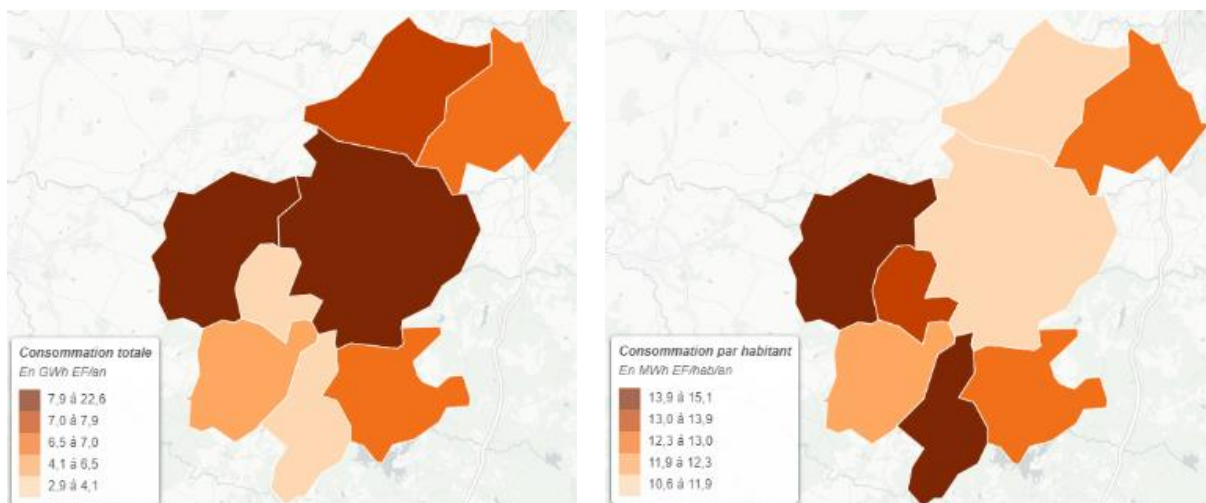 Consommation totale
En GWh EF/an
7,9 à 22,6
7,0 à 7,9
6,5 à 7,0
4,1 à 6,5
2,9 à 4,1
Consommation par habitant
En MWh EF/hab/an
13,9 à 15,1
13,0 à 13,9
12,3 à 13,0
11,9 à 12,3
10,6 à 11,9